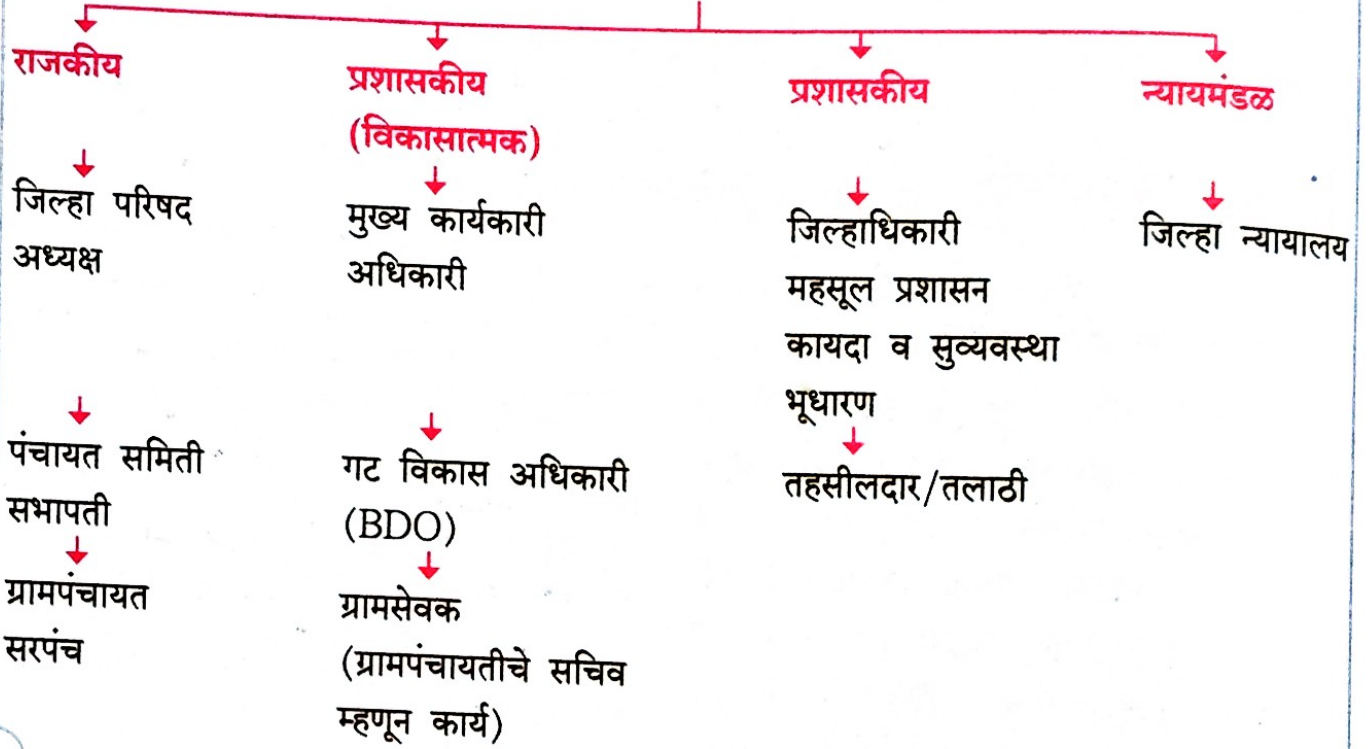 राजकीय
जिल्हा परिषद
अध्यक्ष
पंचायत समिती
सभापती
ग्रामपंचायत
सरपंच
प्रशासकीय
(विकासात्मक)
मुख्य कार्यकारी
अधिकारी
गट विकास अधिकारी
(BDO)
ग्रामसेवक
(ग्रामपंचायतीचे सचिव
म्हणून कार्य)
प्रशासकीय
जिल्हाधिकारी
महसूल प्रशासन
कायदा व सुव्यवस्था
भूधारण
तहसीलदार/तलाठी
न्यायमंडळ
जिल्हा न्यायालय